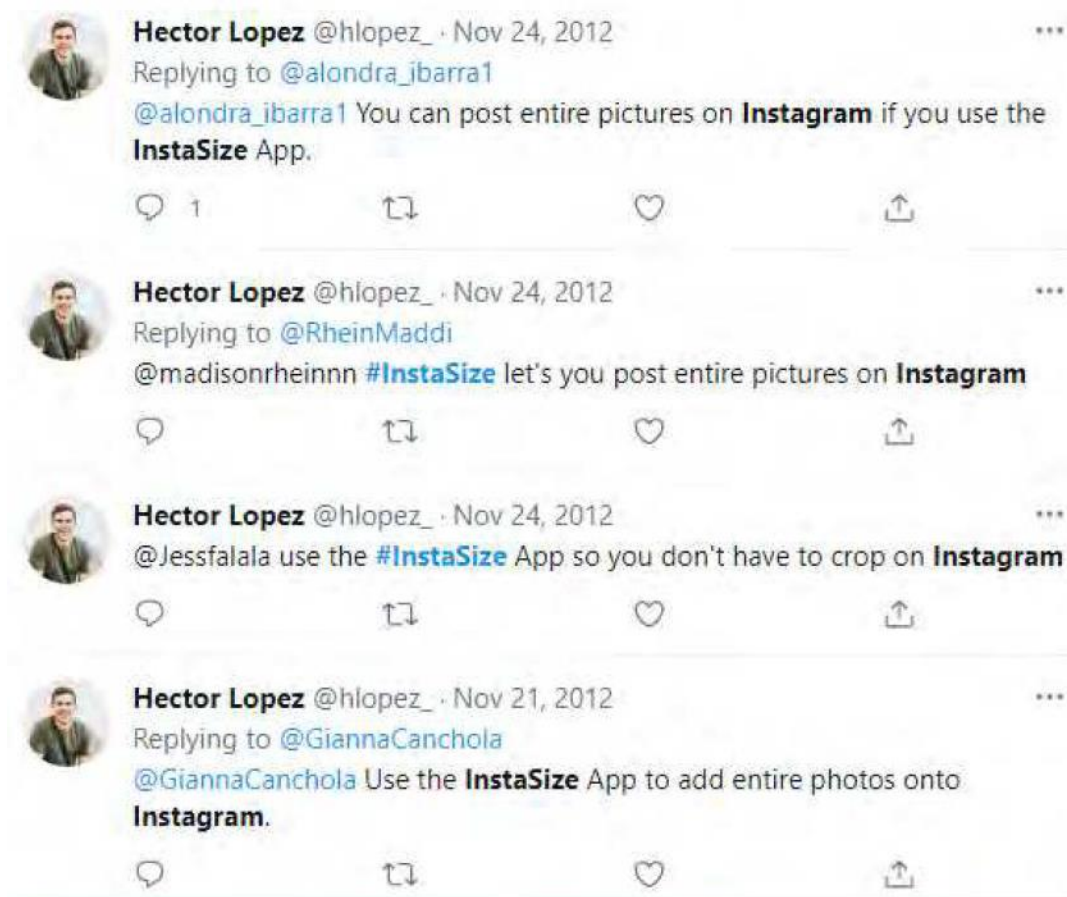 Hector Lopez @hlopez_ · Nov 24, 2012
Replying to @alondra_ibarra1
@alondra_ibarra1 You can post entire pictures on Instagram if you use the
InstaSize App.
1
Hector Lopez @hlopez_ · Nov 24, 2012
Replying to @RheinMaddi
@madisonrheinnn #InstaSize let's you post entire pictures on Instagram
Hector Lopez @hlopez_ · Nov 24, 2012
@Jessfalala use the #InstaSize App so you don't have to crop on Instagram
Hector Lopez @hlopez_ · Nov 21, 2012
Replying to @GiannaCanchola
@GiannaCanchola Use the InstaSize App to add entire photos onto
Instagram.